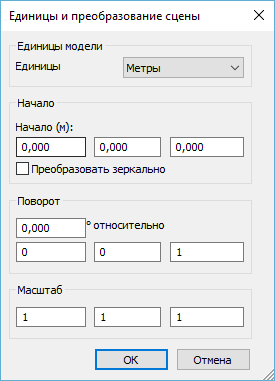 Единицы и преобразование сцены
Единицы модели
Единицы
Метры
Начало
Начало (м):
0,000 0,000 0,000
Преобразовать зеркально
Поворот
0,000 ° относительно
0 0 1
Масштаб
1 1 1
OK Отмена